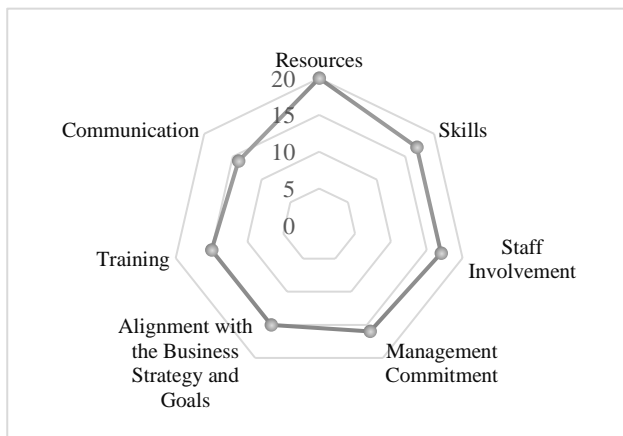 Resources
20
15
10
5
0
Skills
Staff
Involvement
Management
Commitment
Alignment with
the Business
Strategy and
Goals
Training
Communication